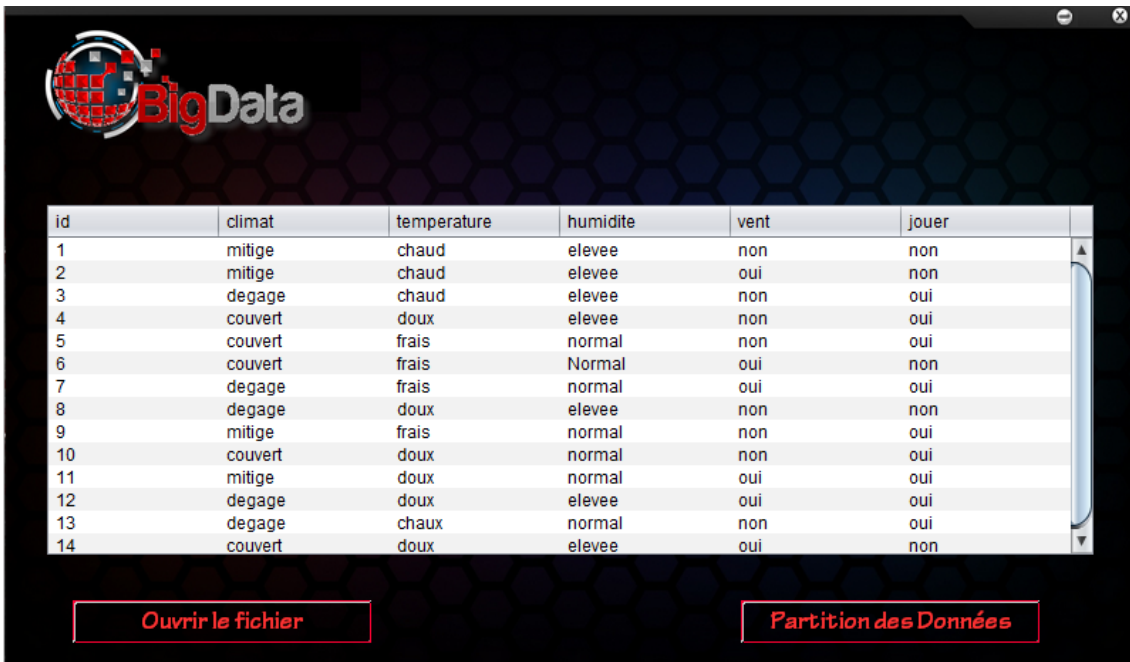 BigData
id climat temperature humidite vent jouer
1 mitige chaud elevee non non
2 mitige chaud elevee oui non
3 degage chaud elevee non oui
4 couvert doux elevee non oui
5 couvert frais normal non oui
6 couvert frais Normal oui non
7 degage frais normal oui oui
8 degage doux elevee non non
9 mitige frais normal non oui
10 couvert doux normal non oui
11 mitige doux normal oui oui
12 degage doux elevee oui oui
13 degage chaux normal non oui
14 couvert doux elevee oui non
Ouvrir le fichier Partition des Données